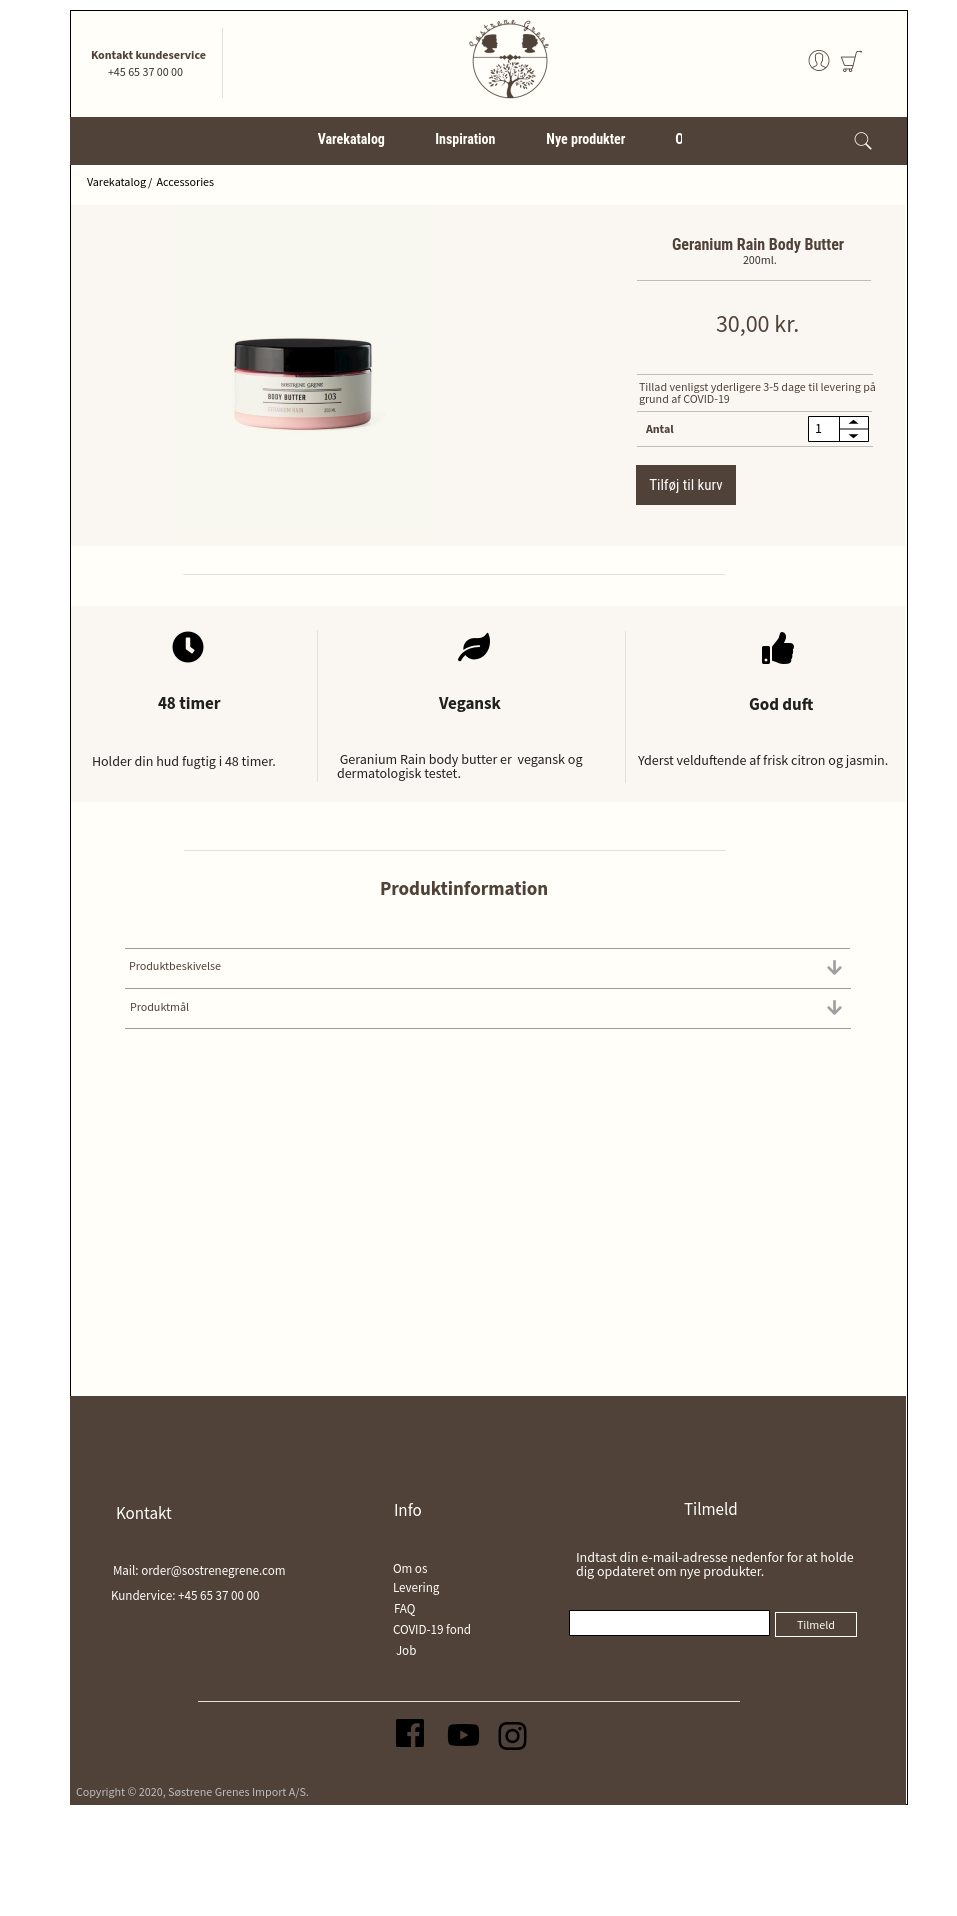 Kontakt kundeservice
+45 65 37 00 00
Søstrene Grene
Varekatalog Inspiration Nye produkter O
Varekatalog / Accessories
Geranium Rain Body Butter
200ml.
30,00 kr.
Tillad venligst yderligere 3-5 dage til levering på
grund af COVID-19
Antal 1
Tilføj til kurv
SØSTRENE GRENE
BODY BUTTER 103
GERANIUM RAIN 200 ML
48 timer
Vegansk
God duft
Holder din hud fugtig i 48 timer.
Geranium Rain body butter er vegansk og
dermatologisk testet.
Yderst velduftende af frisk citron og jasmin.
Produktinformation
Produktbeskivelse
Produktmål
Kontakt
Mail: order@sostrenegrene.com
Kundervice: +45 65 37 00 00
Info
Om os
Levering
FAQ
COVID-19 fond
Job
Tilmeld
Indtast din e-mail-adresse nedenfor for at holde
dig opdateret om nye produkter.
Tilmeld
Copyright © 2020, Søstrene Grenes Import A/S.